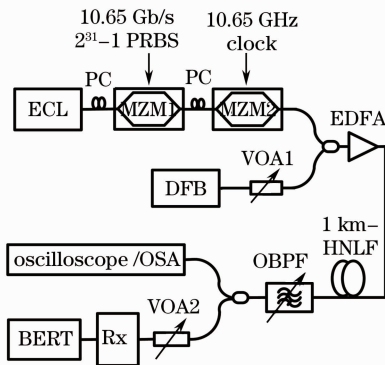 10.65 Gb/s
2³¹−1 PRBS
10.65 GHz
clock
PC
PC
ECL
MZM1
MZM2
EDFA
VOA1
DFB
1 km−
HNLF
oscilloscope /OSA
OBPF
VOA2
BERT
Rx